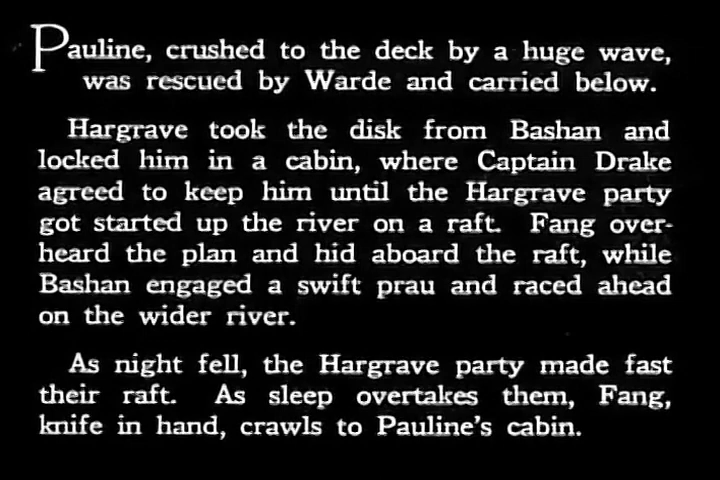 Pauline, crushed to the deck by a huge wave,
was rescued by Warde and carried below.
Hargrave took the disk from Bashan and
locked him in a cabin, where Captain Drake
agreed to keep him until the Hargrave party
got started up the river on a raft. Fang over-
heard the plan and hid aboard the raft, while
Bashan engaged a swift prau and raced ahead
on the wider river.
As night fell, the Hargrave party made fast
their raft. As sleep overtakes them, Fang,
knife in hand, crawls to Pauline's cabin.